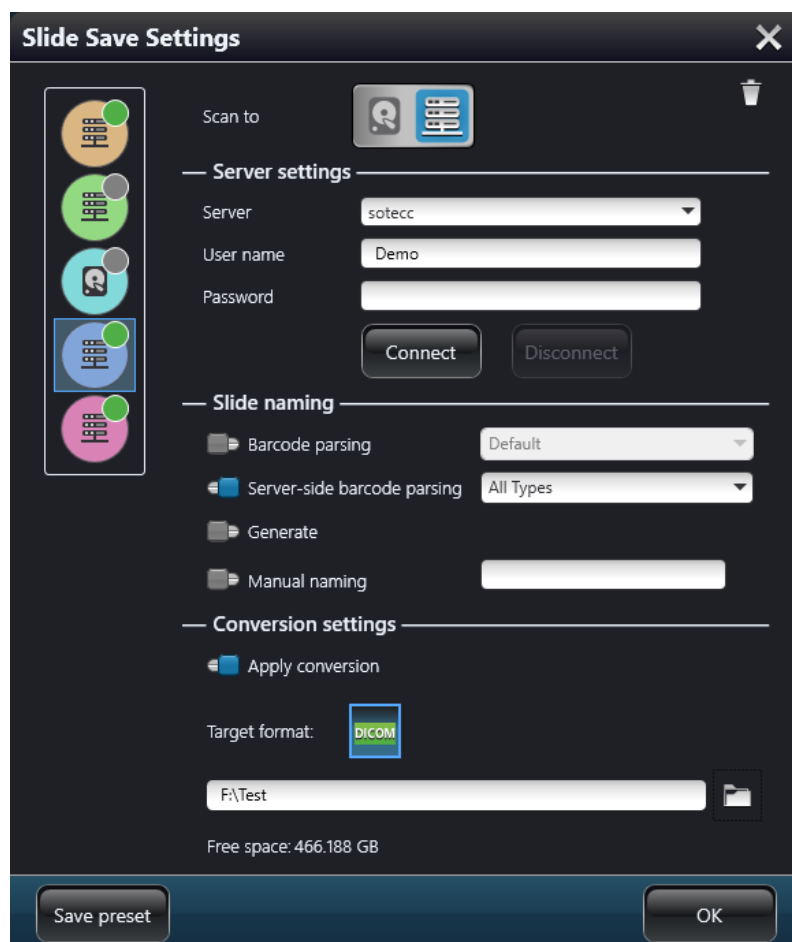 Slide Save Settings
Scan to
Server settings
Server sotecc
User name Demo
Password
Connect Disconnect
Slide naming
Barcode parsing Default
Server-side barcode parsing All Types
Generate
Manual naming
Conversion settings
Apply conversion
Target format: DICOM
F:\Test
Free space: 466.188 GB
Save preset OK